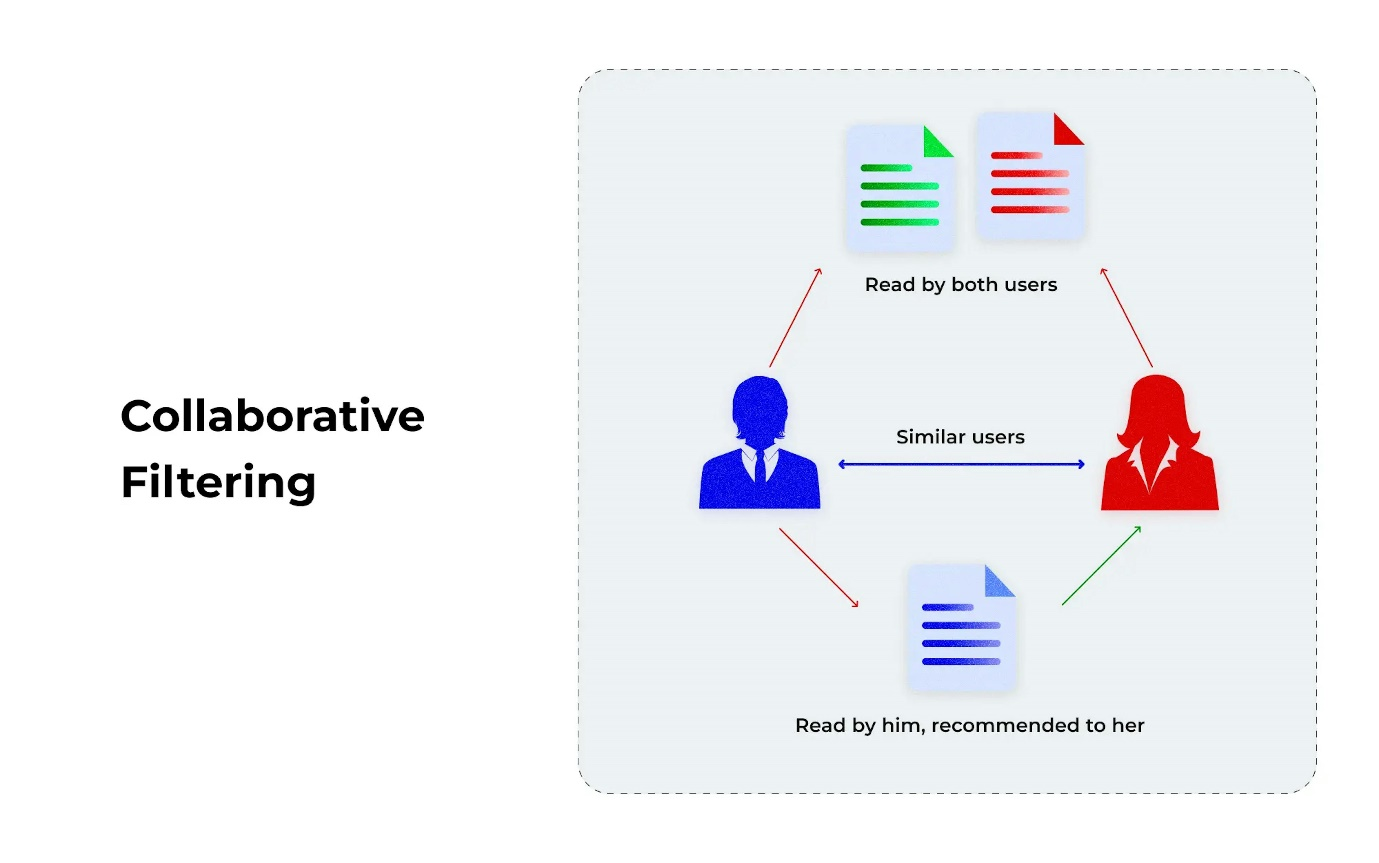 Collaborative
Filtering
Read by both users
Similar users
Read by him, recommended to her